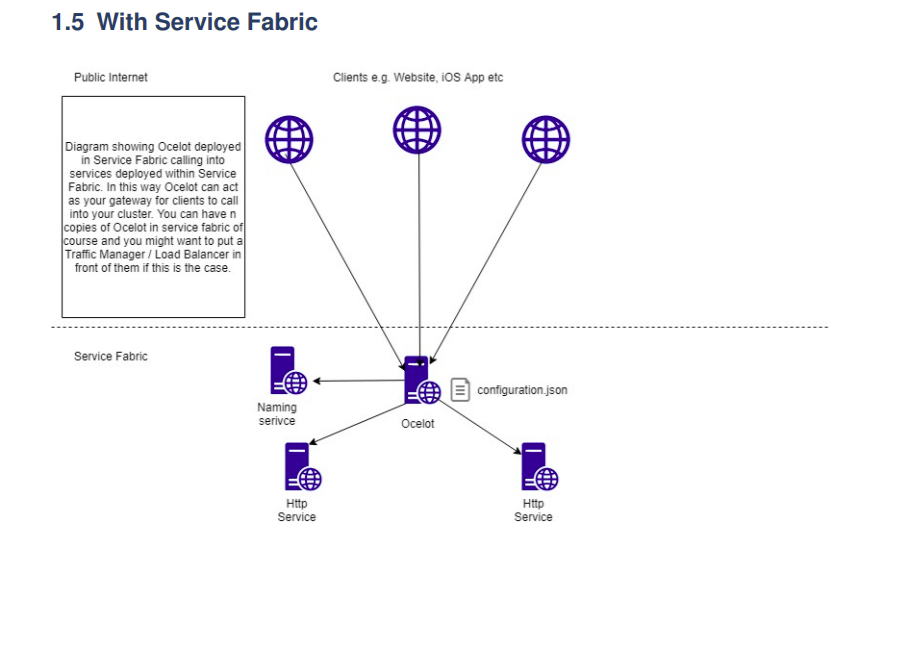 1.5 With Service Fabric
Public Internet
Clients e.g. Website, iOS App etc
Diagram showing Ocelot deployed
in Service Fabric calling into
services deployed within Service
Fabric. In this way Ocelot can act
as your gateway for clients to call
into your cluster. You can have n
copies of Ocelot in service fabric of
course and you might want to put a
Traffic Manager / Load Balancer in
front of them if this is the case.
Service Fabric
configuration.json
Naming
serivce
Ocelot
Http
Service
Http
Service